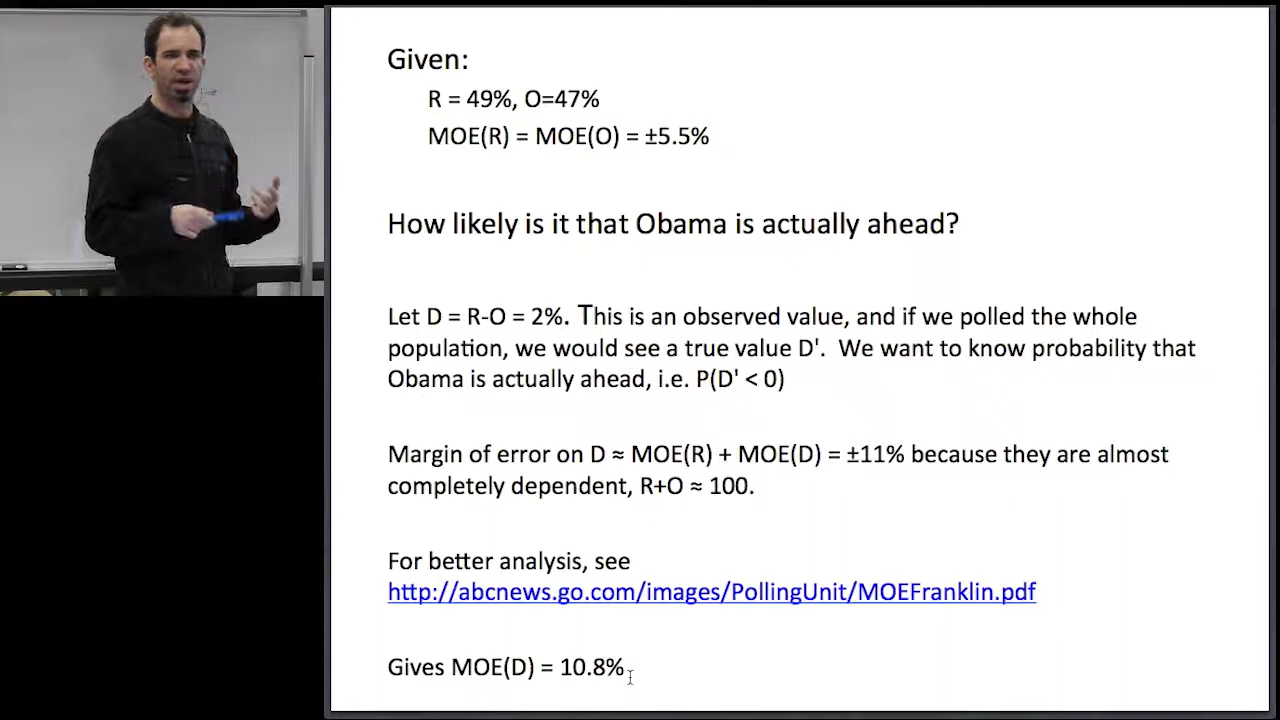 Given:
R = 49%, O=47%
MOE(R) = MOE(O) = ±5.5%
How likely is it that Obama is actually ahead?
Let D = R-O = 2%. This is an observed value, and if we polled the whole
population, we would see a true value D'. We want to know probability that
Obama is actually ahead, i.e. P(D' < 0)
Margin of error on D ≈ MOE(R) + MOE(D) = ±11% because they are almost
completely dependent, R+O ≈ 100.
For better analysis, see
http://abcnews.go.com/images/PollingUnit/MOEFranklin.pdf
Gives MOE(D) = 10.8%